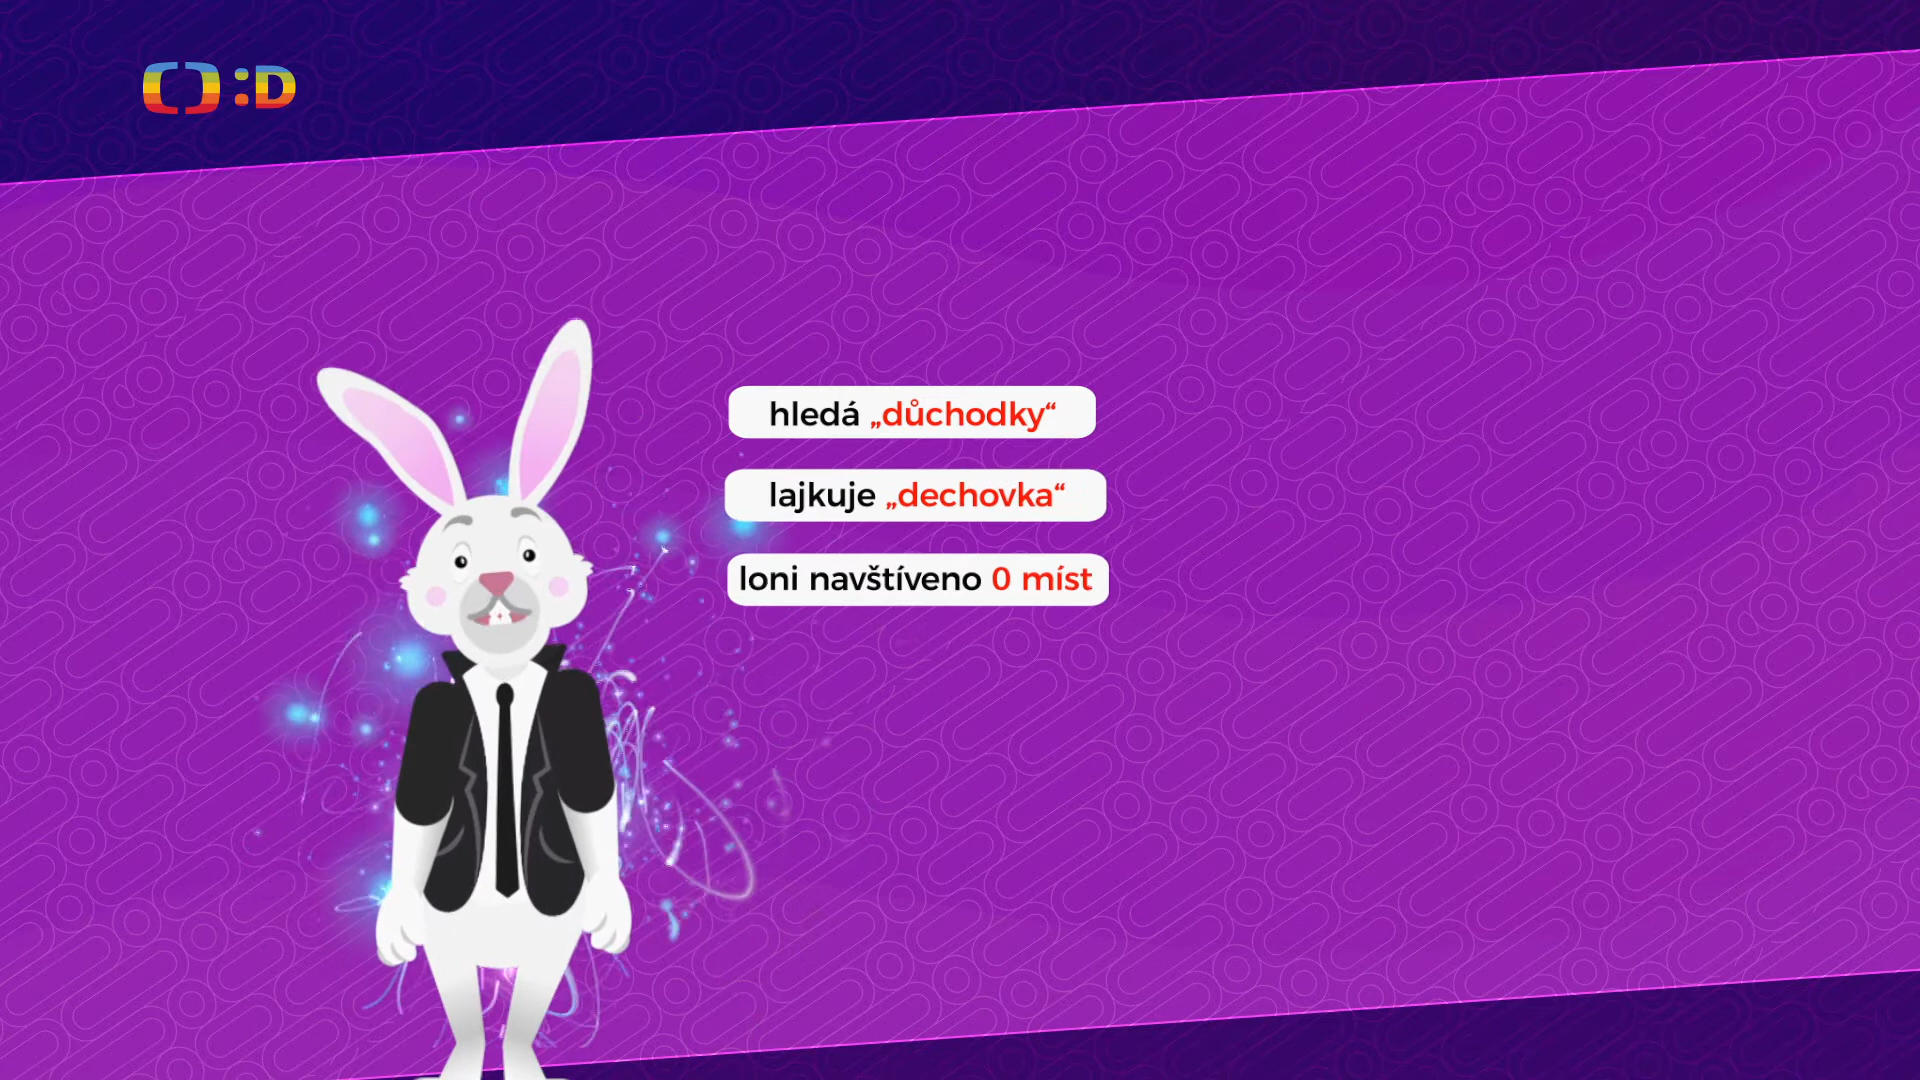 :D
hledá „důchodky“
lajkuje „dechovka“
loni navštíveno 0 míst